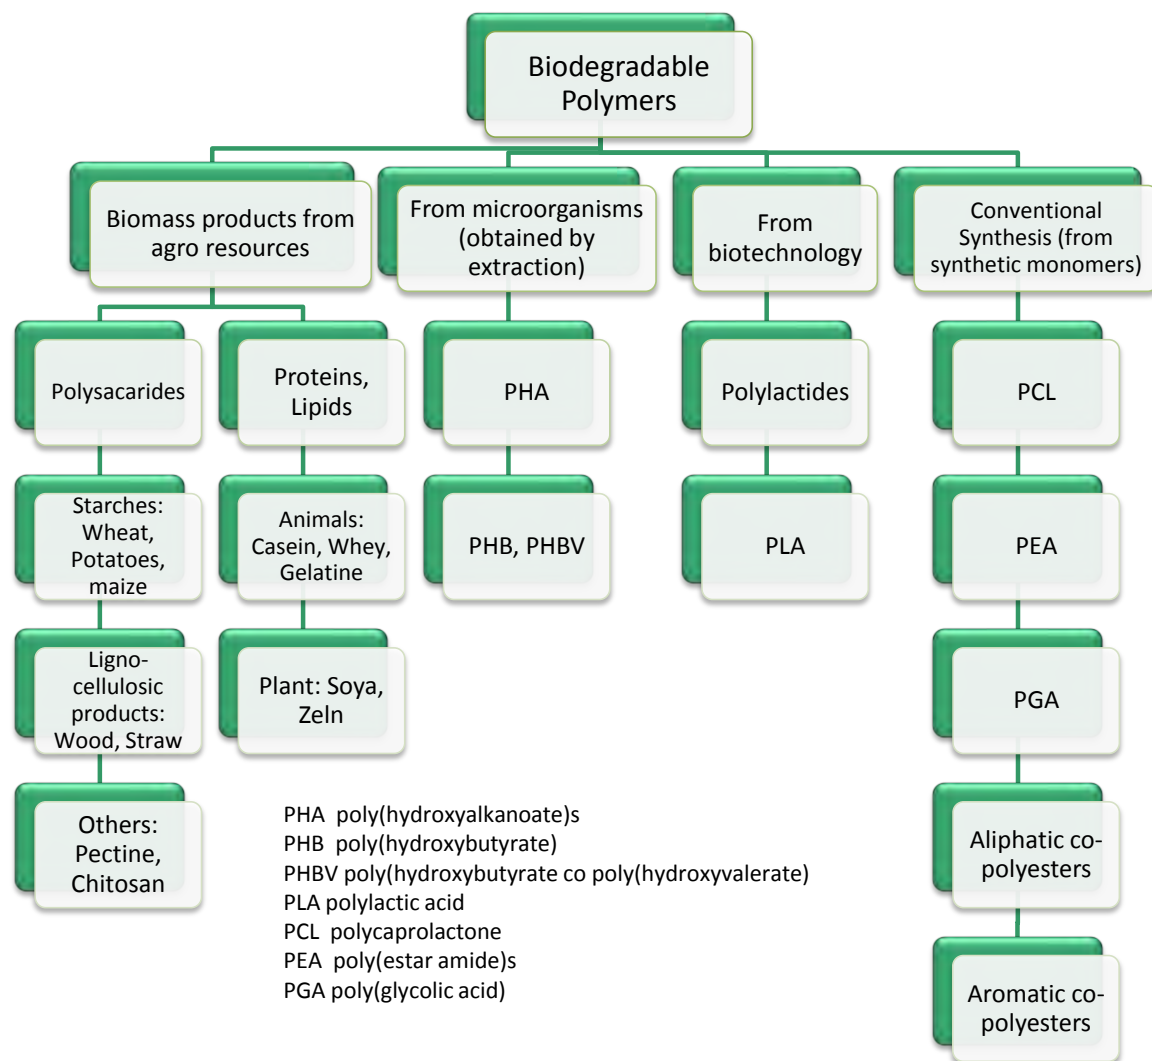 Biodegradable
Polymers
Biomass products from
agro resources
From microorganisms
(obtained by
extraction)
From
biotechnology
Conventional
Synthesis (from
synthetic monomers)
Polysacarides
Proteins,
Lipids
PHA
Polylactides
PCL
Starches:
Wheat,
Potatoes,
maize
Animals:
Casein, Whey,
Gelatine
PHB, PHBV
PLA
PEA
Ligno-
cellulosic
products:
Wood, Straw
Plant: Soya,
Zeln
PGA
Others:
Pectine,
Chitosan
Aliphatic co-
polyesters
Aromatic co-
polyesters
PHA poly(hydroxyalkanoate)s
PHB poly(hydroxybutyrate)
PHBV poly(hydroxybutyrate co poly(hydroxyvalerate)
PLA polylactic acid
PCL polycaprolactone
PEA poly(estar amide)s
PGA poly(glycolic acid)